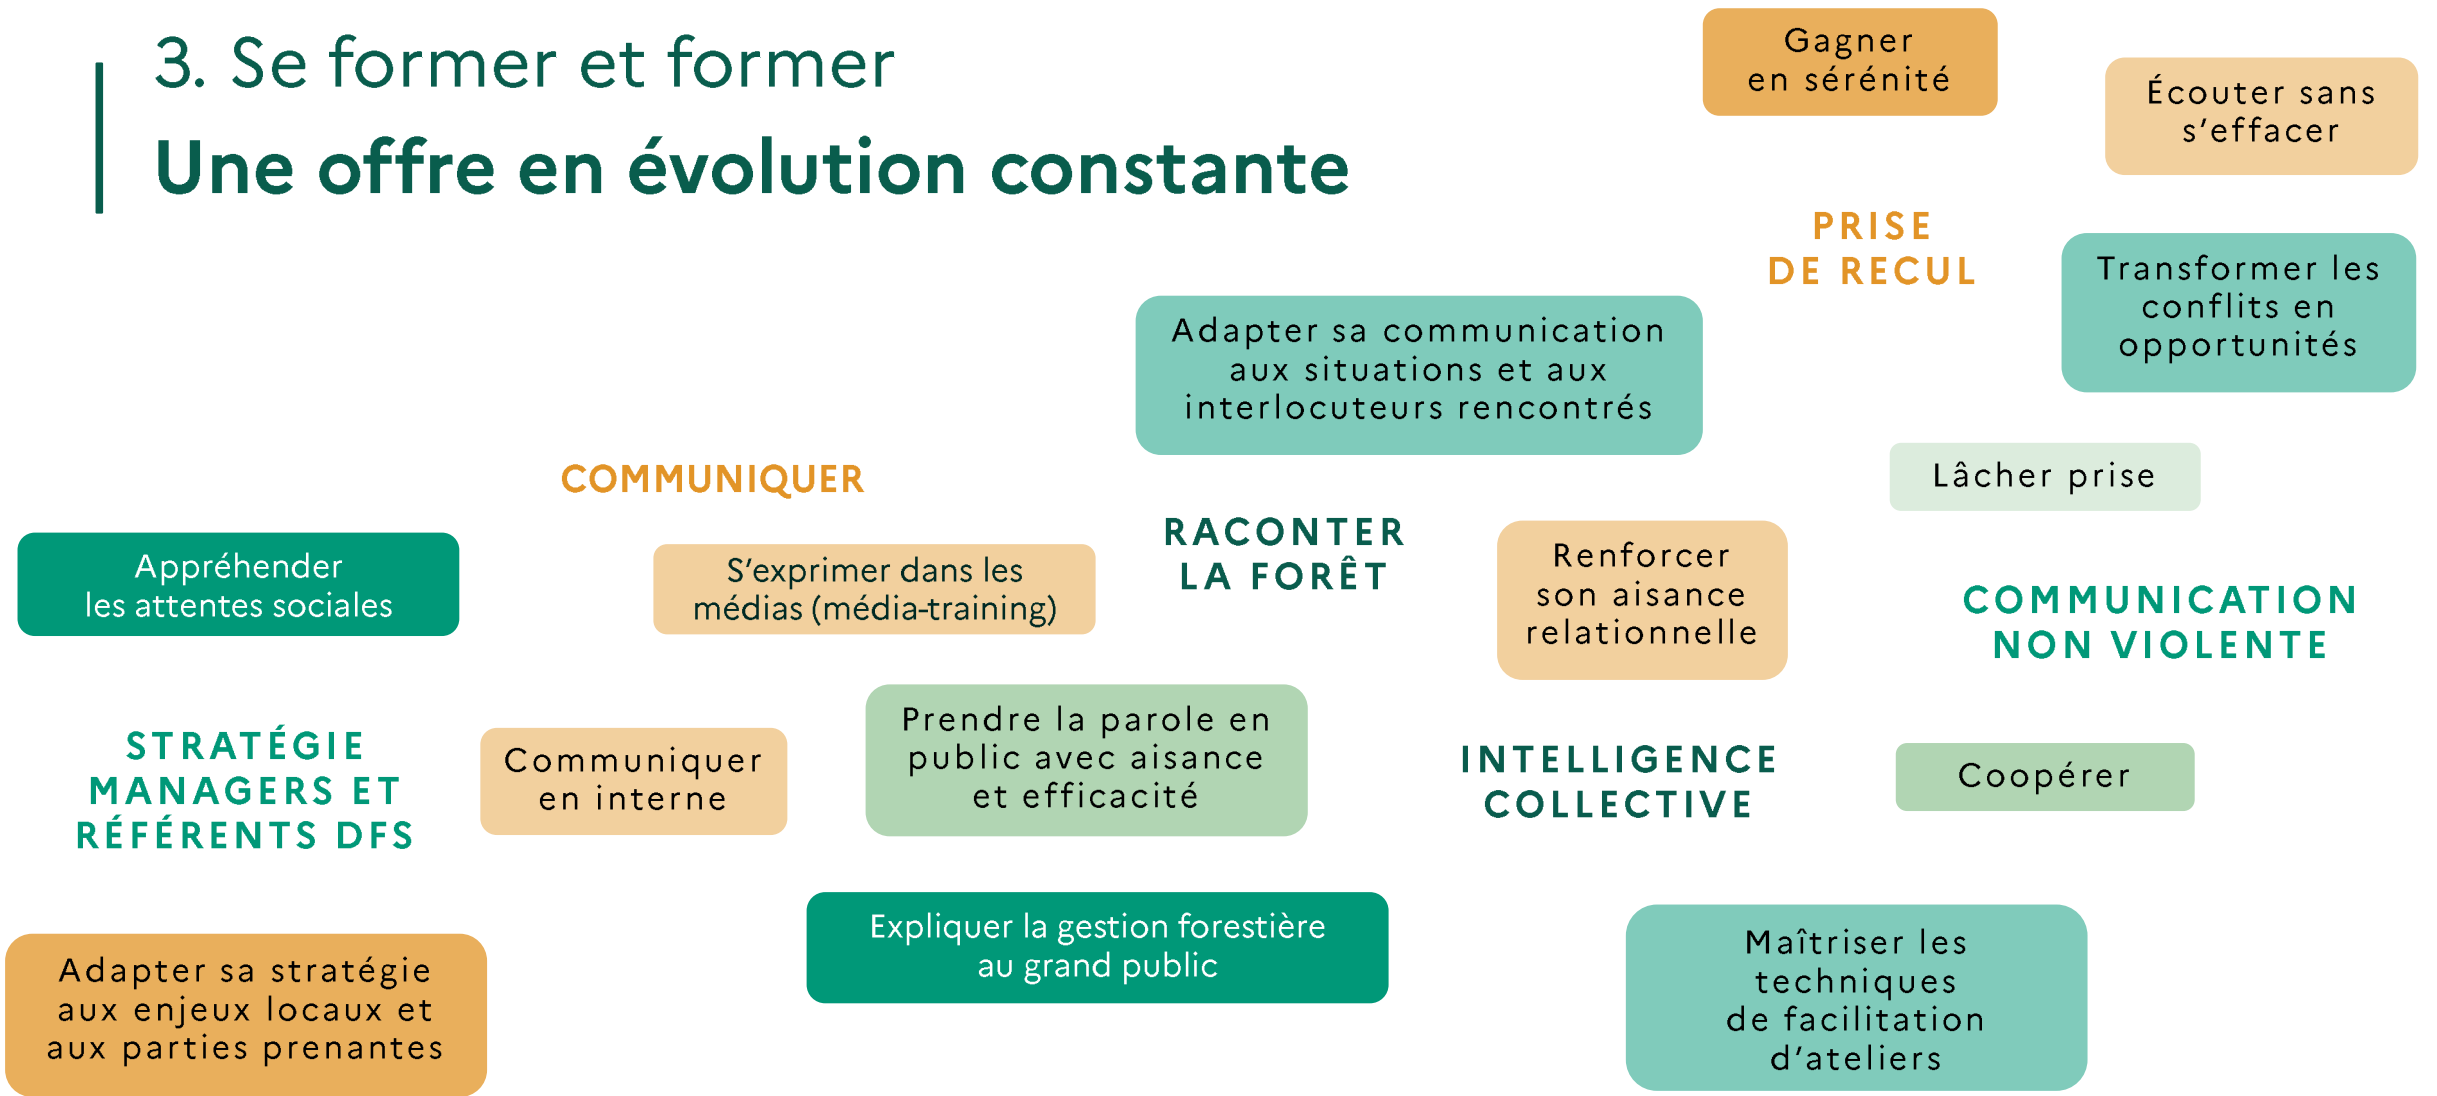 3. Se former et former
Une offre en évolution constante
Gagner
en sérénité
Écouter sans
s’effacer
PRISE
DE RECUL
Transformer les
conflits en
opportunités
Adapter sa communication
aux situations et aux
interlocuteurs rencontrés
Lâcher prise
COMMUNIQUER
RACONTER
LA FORÊT
Renforcer
son aisance
relationnelle
COMMUNICATION
NON VIOLENTE
Appréhender
les attentes sociales
S’exprimer dans les
médias (média-training)
STRATÉGIE
MANAGERS ET
RÉFÉRENTS DFS
Communiquer
en interne
Prendre la parole en
public avec aisance
et efficacité
INTELLIGENCE
COLLECTIVE
Coopérer
Expliquer la gestion forestière
au grand public
Adapter sa stratégie
aux enjeux locaux et
aux parties prenantes
Maîtriser les
techniques
de facilitation
d’ateliers